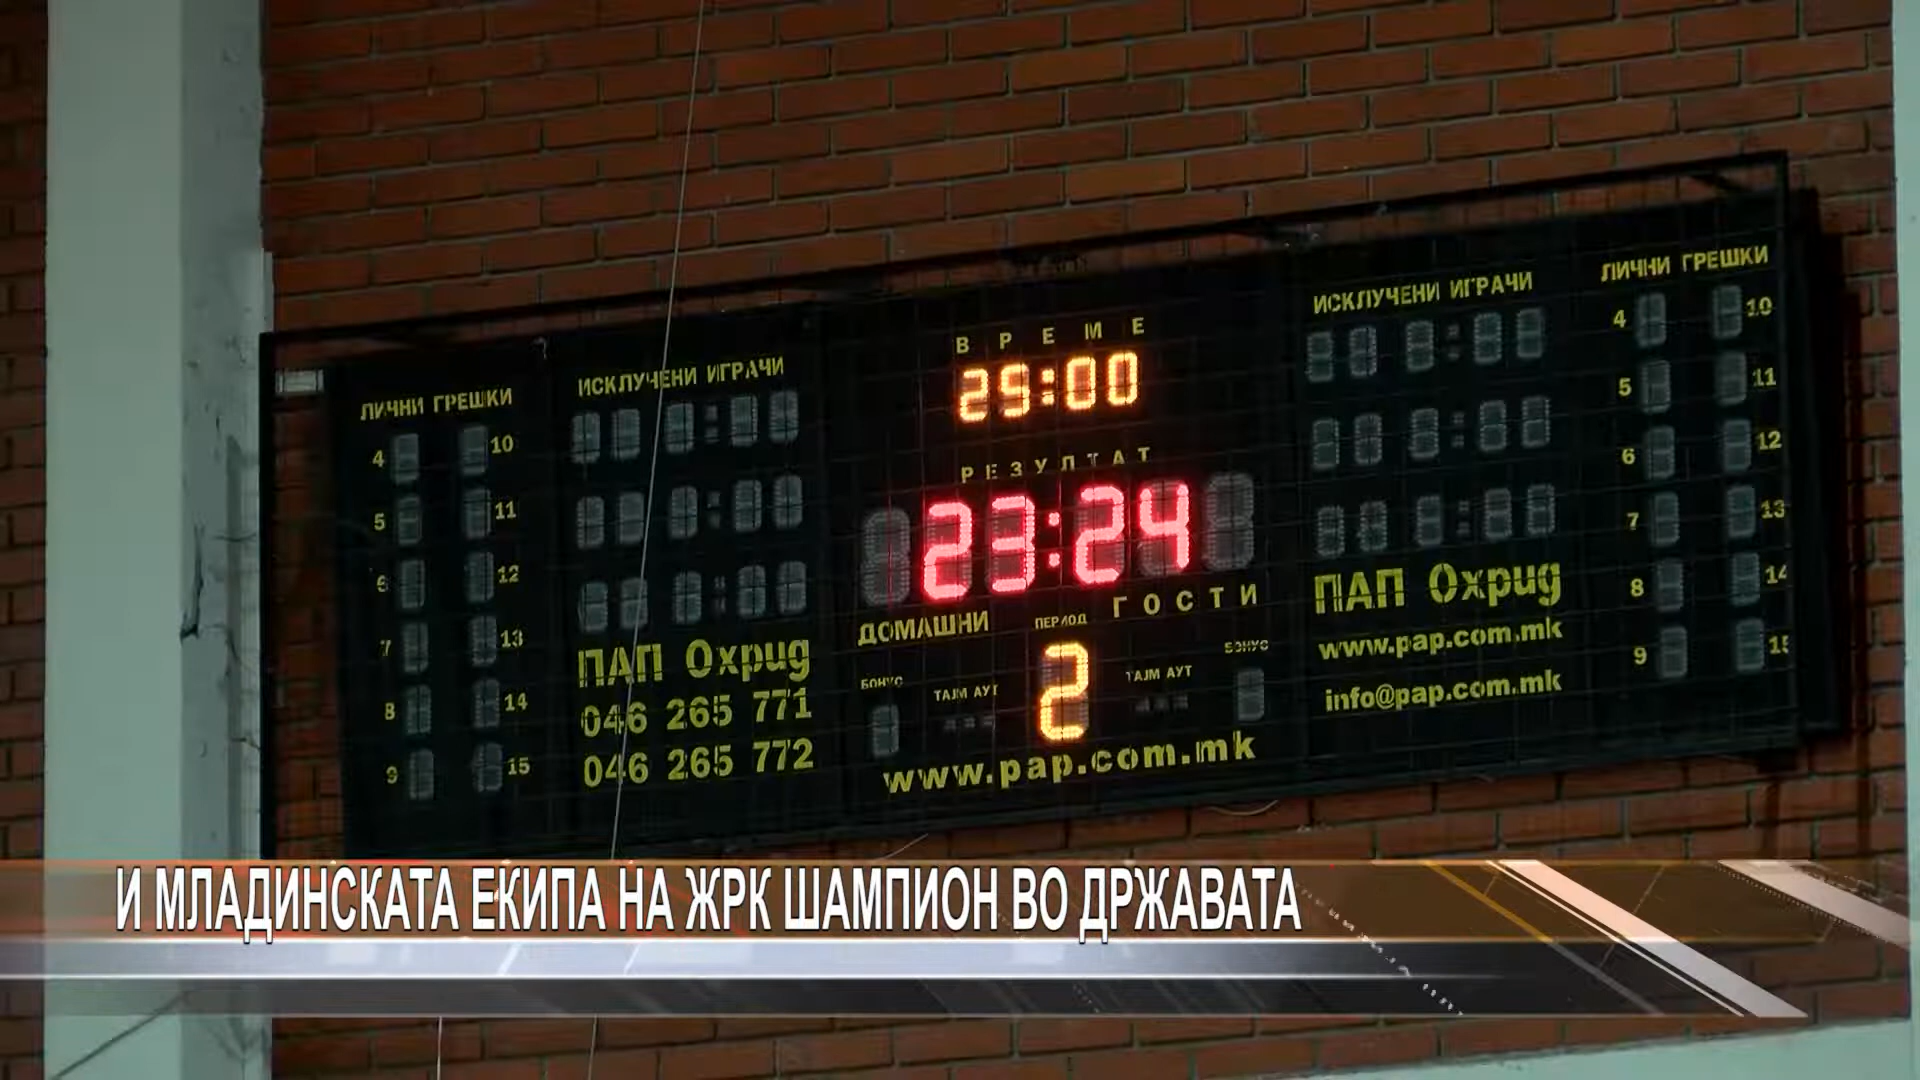 ЛИЧНИ ГРЕШКИ
4 10
5 11
6 12
7 13
8 14
9 15
ИСКЛУЧЕНИ ИГРАЧИ
ПАП Охрид
046 265 771
046 265 772
ВРЕМЕ
29:00
РЕЗУЛТАТ
23:24
ДОМАШНИ ПЕРИОД ГОСТИ
БОНУС ТАЈМ АУТ 2 ТАЈМ АУТ БОНУС
www.pap.com.mk
ИСКЛУЧЕНИ ИГРАЧИ
ПАП Охрид
www.pap.com.mk
info@pap.com.mk
ЛИЧНИ ГРЕШКИ
4 10
5 11
6 12
7 13
8 14
9 15
И МЛАДИНСКАТА ЕКИПА НА ЖРК ШАМПИОН ВО ДРЖАВАТА